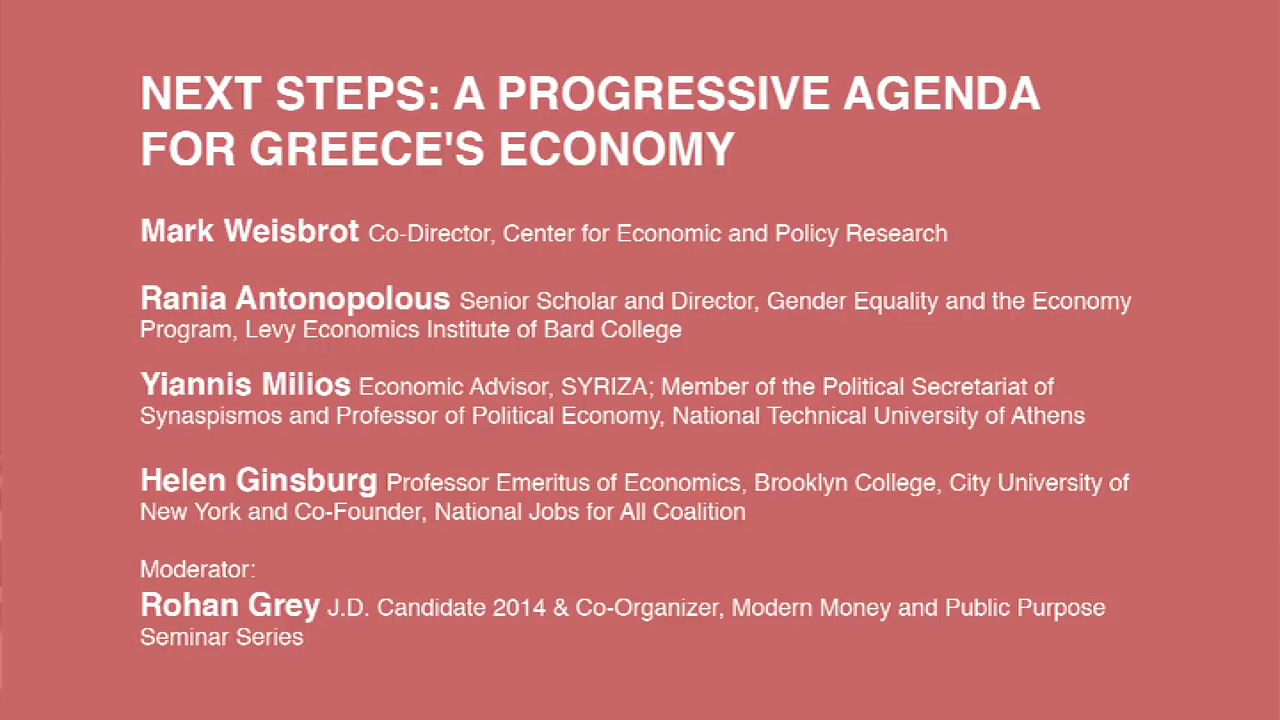 NEXT STEPS: A PROGRESSIVE AGENDA
FOR GREECE'S ECONOMY
Mark Weisbrot Co-Director, Center for Economic and Policy Research
Rania Antonopolous Senior Scholar and Director, Gender Equality and the Economy
Program, Levy Economics Institute of Bard College
Yiannis Milios Economic Advisor, SYRIZA; Member of the Political Secretariat of
Synaspismos and Professor of Political Economy, National Technical University of Athens
Helen Ginsburg Professor Emeritus of Economics, Brooklyn College, City University of
New York and Co-Founder, National Jobs for All Coalition
Moderator:
Rohan Grey J.D. Candidate 2014 & Co-Organizer, Modern Money and Public Purpose
Seminar Series